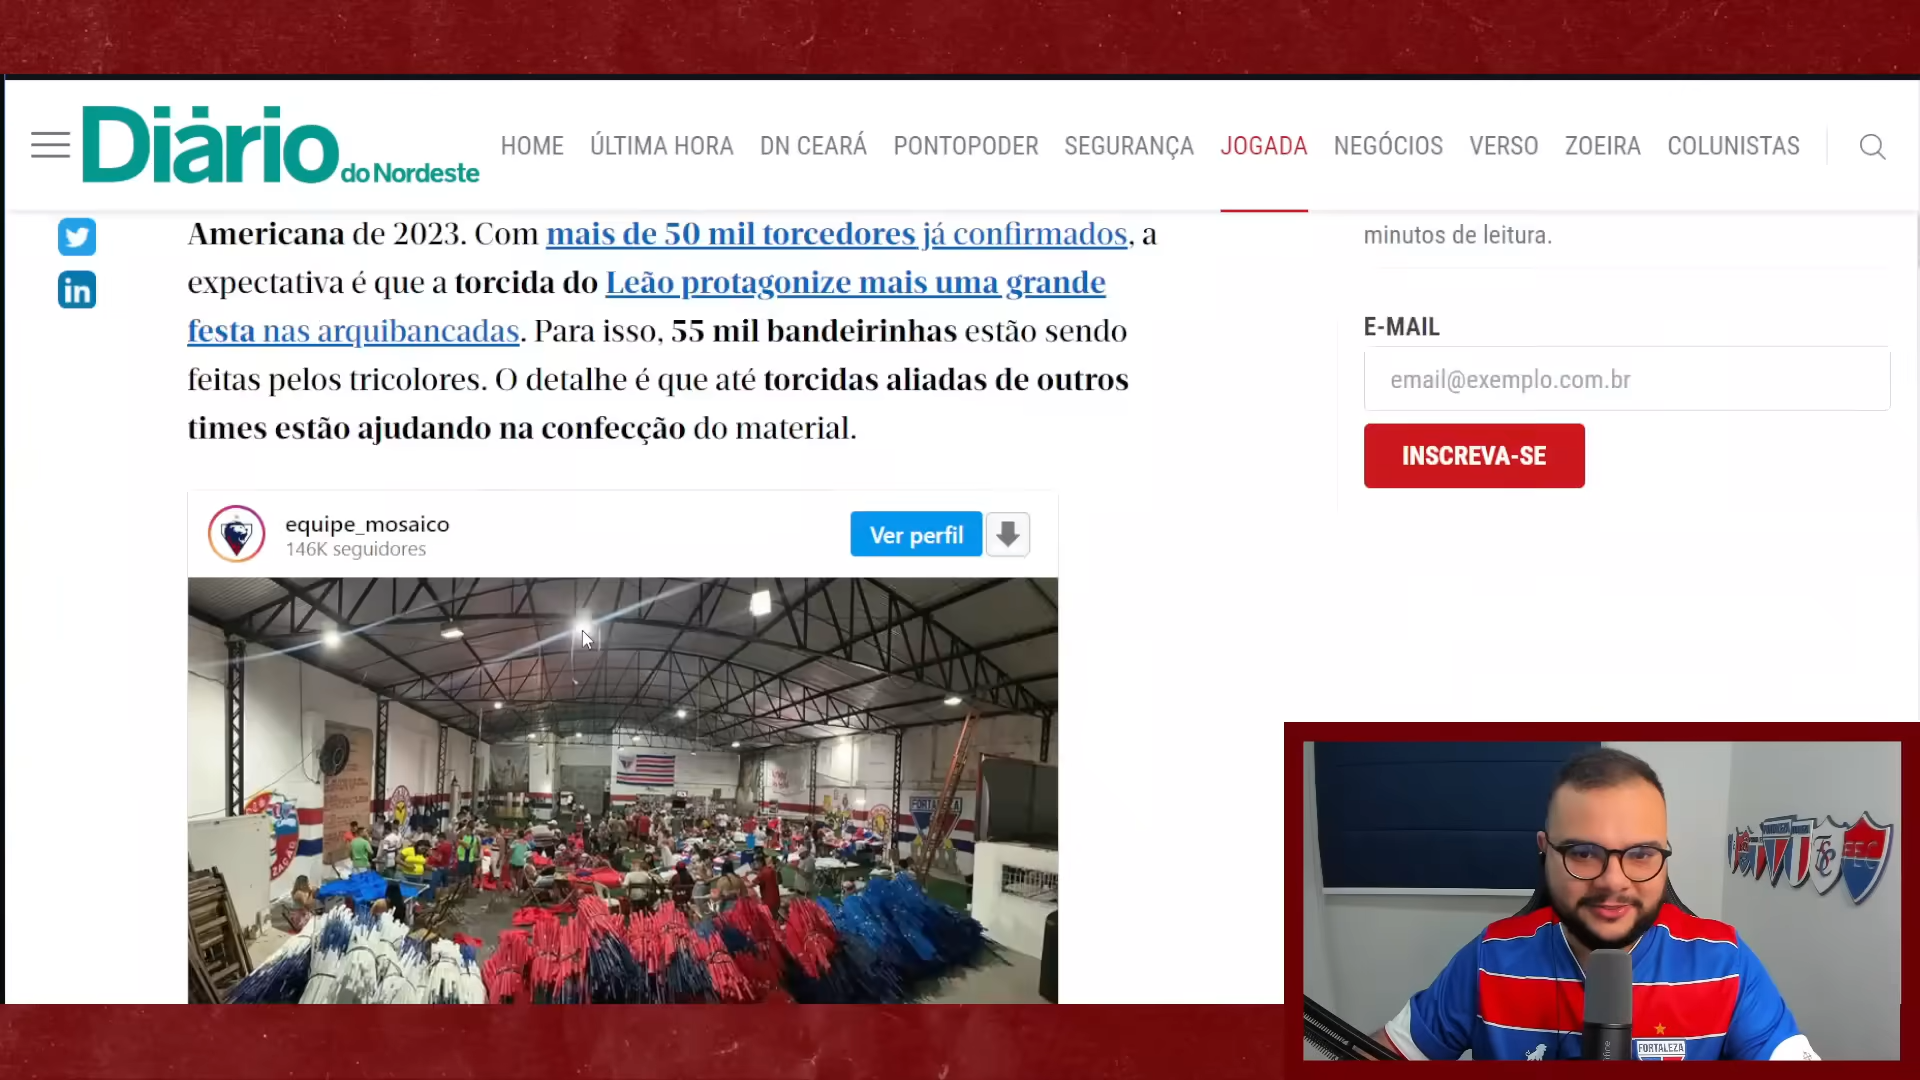 Diário do Nordeste
HOME ÚLTIMA HORA DN CEARÁ PONTOPODER SEGURANÇA JOGADA NEGÓCIOS VERSO ZOEIRA COLUNISTAS
in
Americana de 2023. Com mais de 50 mil torcedores já confirmados, a
expectativa é que a torcida do Leão protagonize mais uma grande
festa nas arquibancadas. Para isso, 55 mil bandeirinhas estão sendo
feitas pelos tricolores. O detalhe é que até torcidas aliadas de outros
times estão ajudando na confecção do material.
minutos de leitura.
E-MAIL
email@exemplo.com.br
INSCREVA-SE
equipe_mosaico
146K seguidores
Ver perfil
FORTALEZA
FORTALEZA